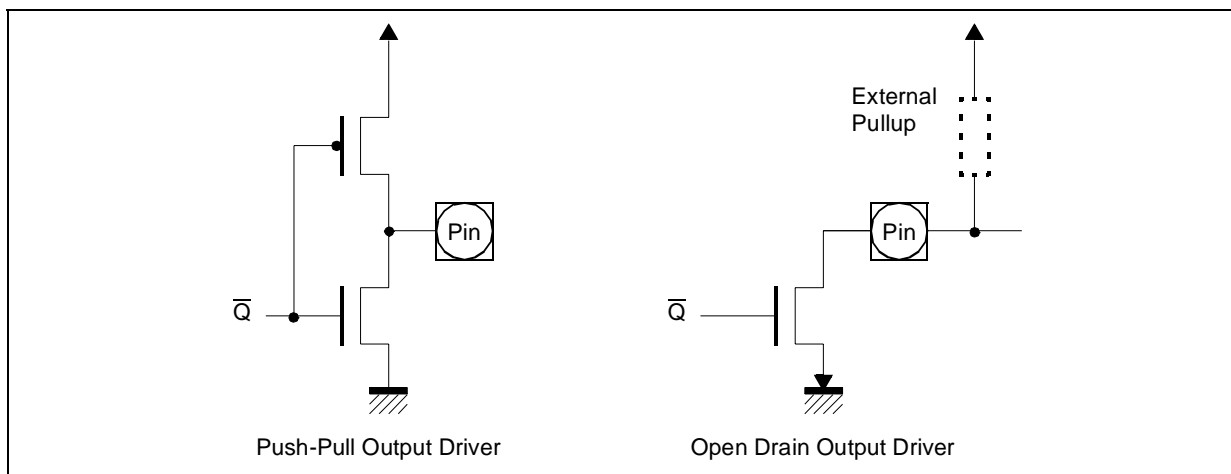 External
Pullup
Pin
Pin
Q̅
Q̅
Push-Pull Output Driver
Open Drain Output Driver